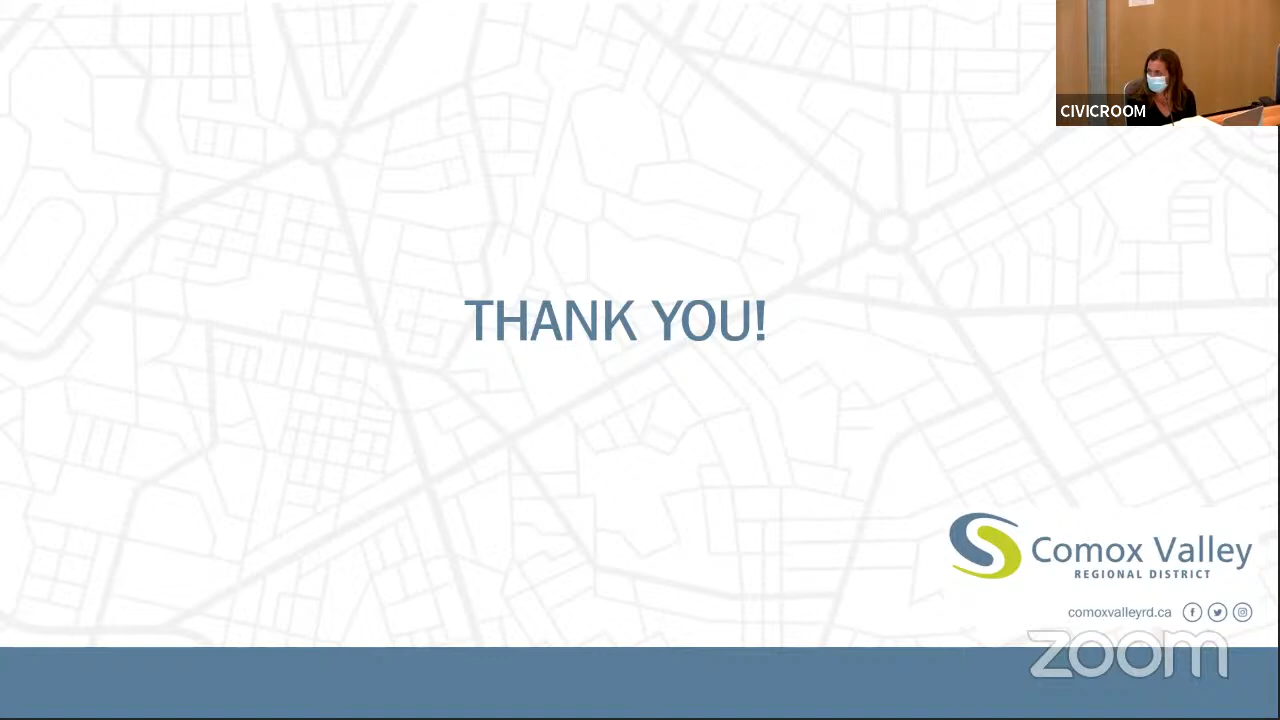 CIVICROOM
THANK YOU!
Comox Valley
REGIONAL DISTRICT
comoxvalleyrd.ca
zoom